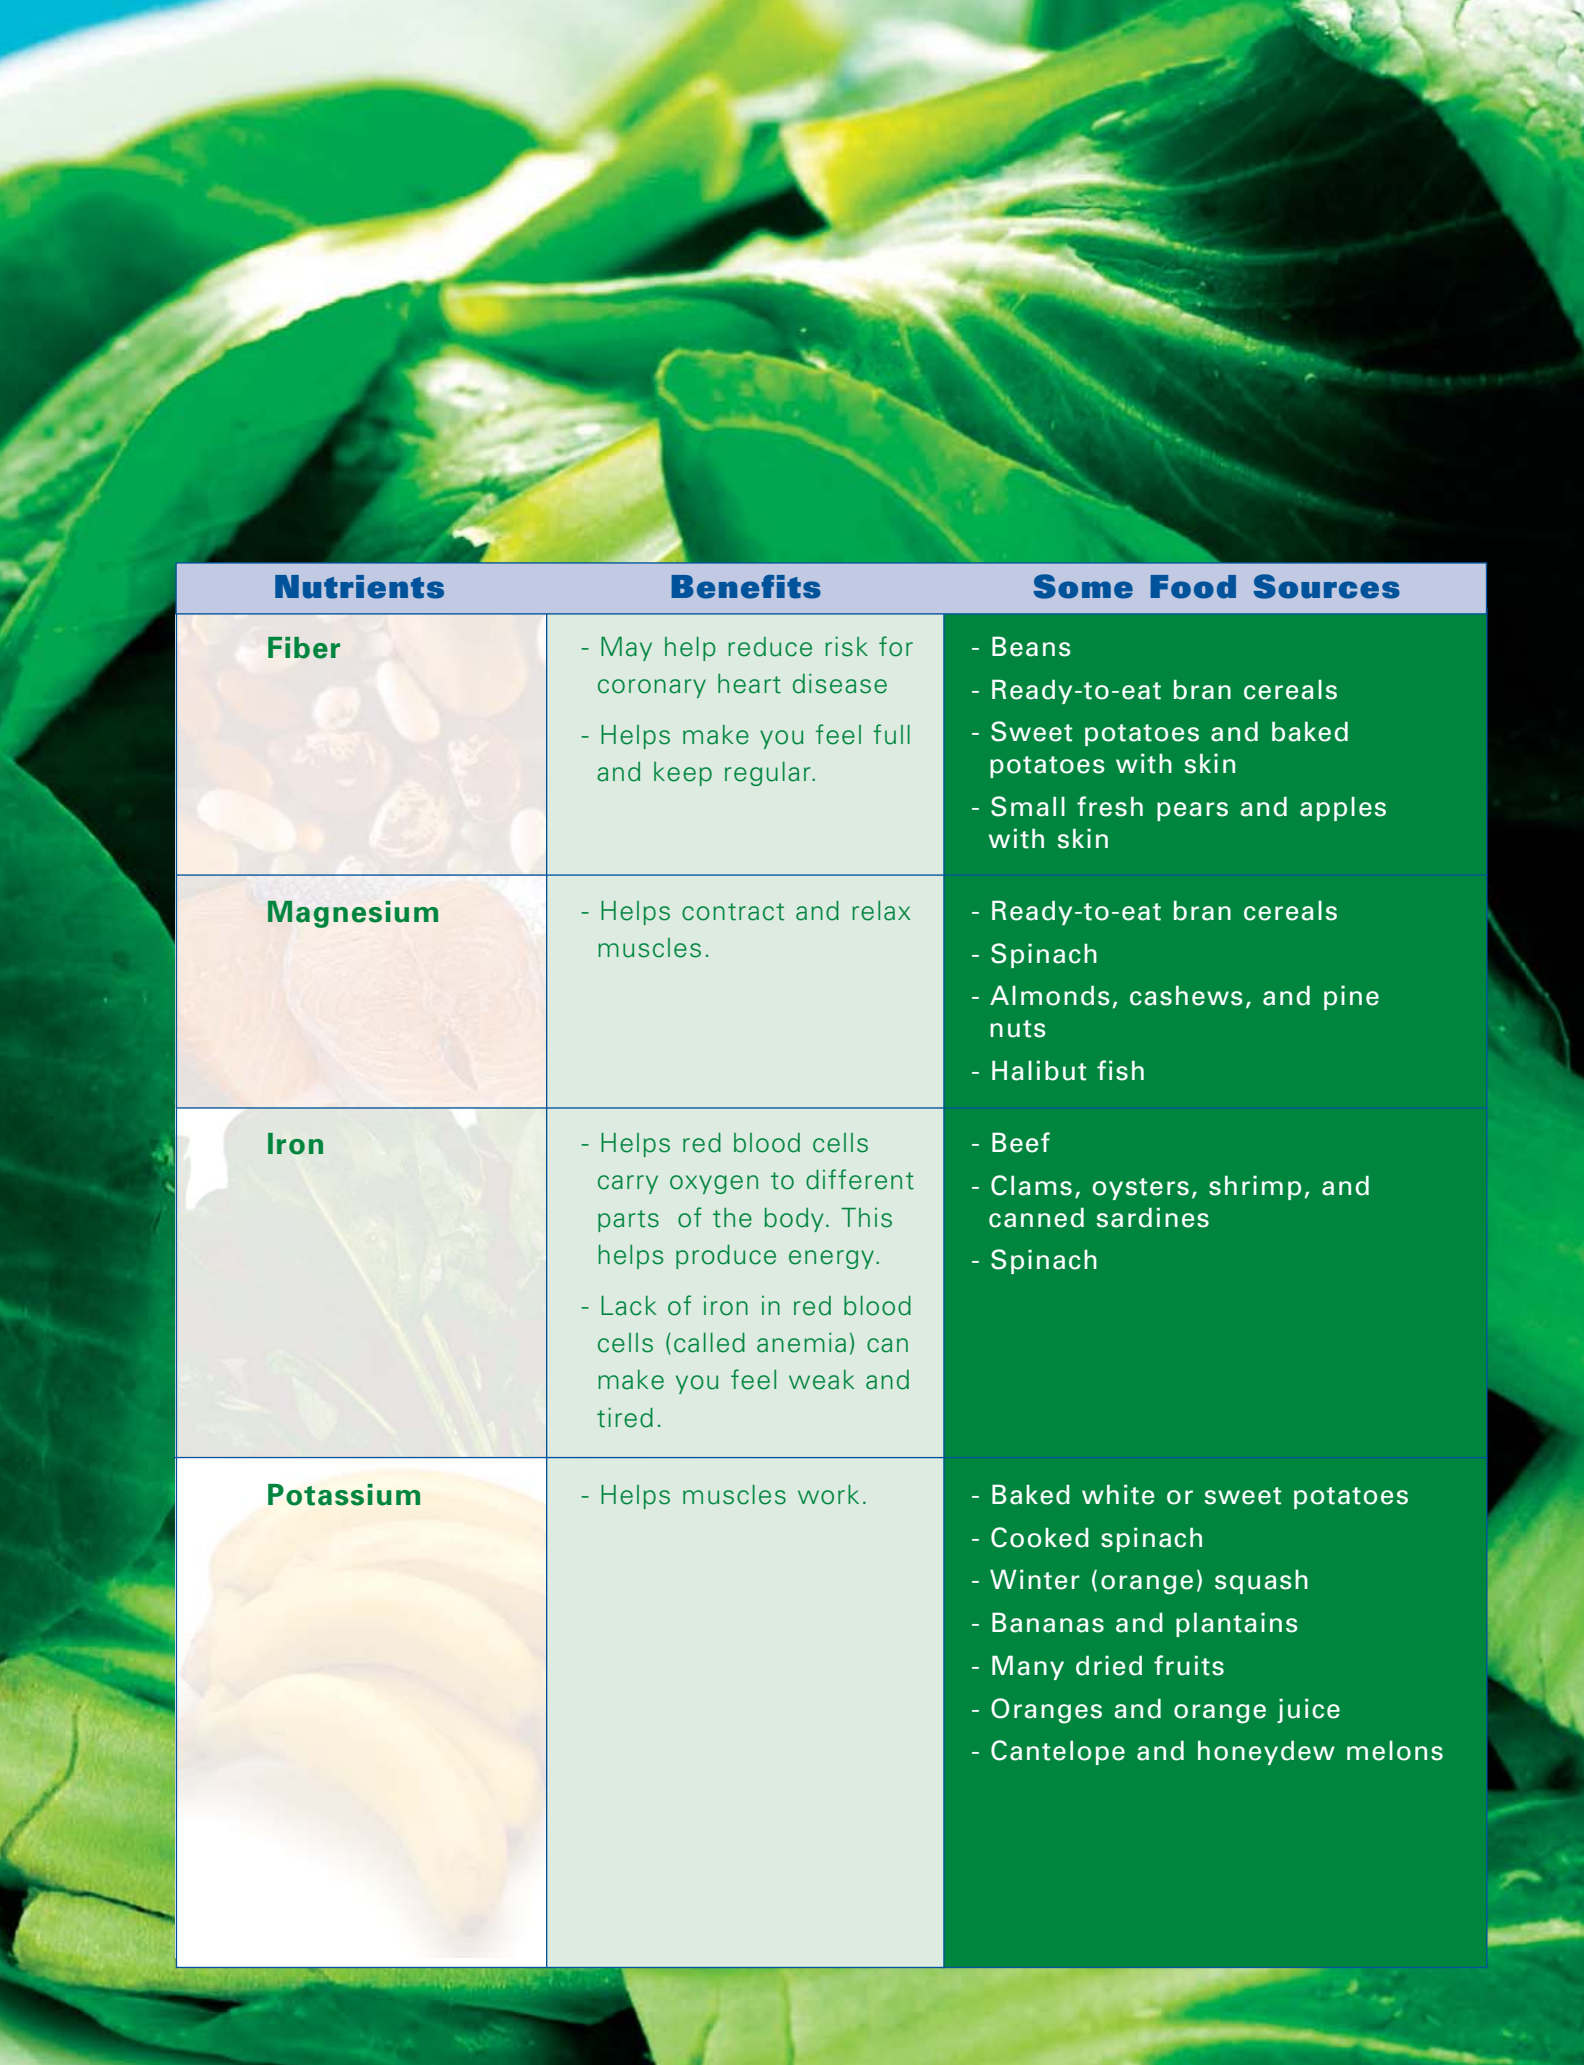 Nutrients Benefits Some Food Sources
Fiber
- May help reduce risk for
coronary heart disease
- Helps make you feel full
and keep regular.
- Beans
- Ready-to-eat bran cereals
- Sweet potatoes and baked
potatoes with skin
- Small fresh pears and apples
with skin
Magnesium
- Helps contract and relax
muscles.
- Ready-to-eat bran cereals
- Spinach
- Almonds, cashews, and pine
nuts
- Halibut fish
Iron
- Helps red blood cells
carry oxygen to different
parts of the body. This
helps produce energy.
- Lack of iron in red blood
cells (called anemia) can
make you feel weak and
tired.
- Beef
- Clams, oysters, shrimp, and
canned sardines
- Spinach
Potassium
- Helps muscles work.
- Baked white or sweet potatoes
- Cooked spinach
- Winter (orange) squash
- Bananas and plantains
- Many dried fruits
- Oranges and orange juice
- Cantelope and honeydew melons